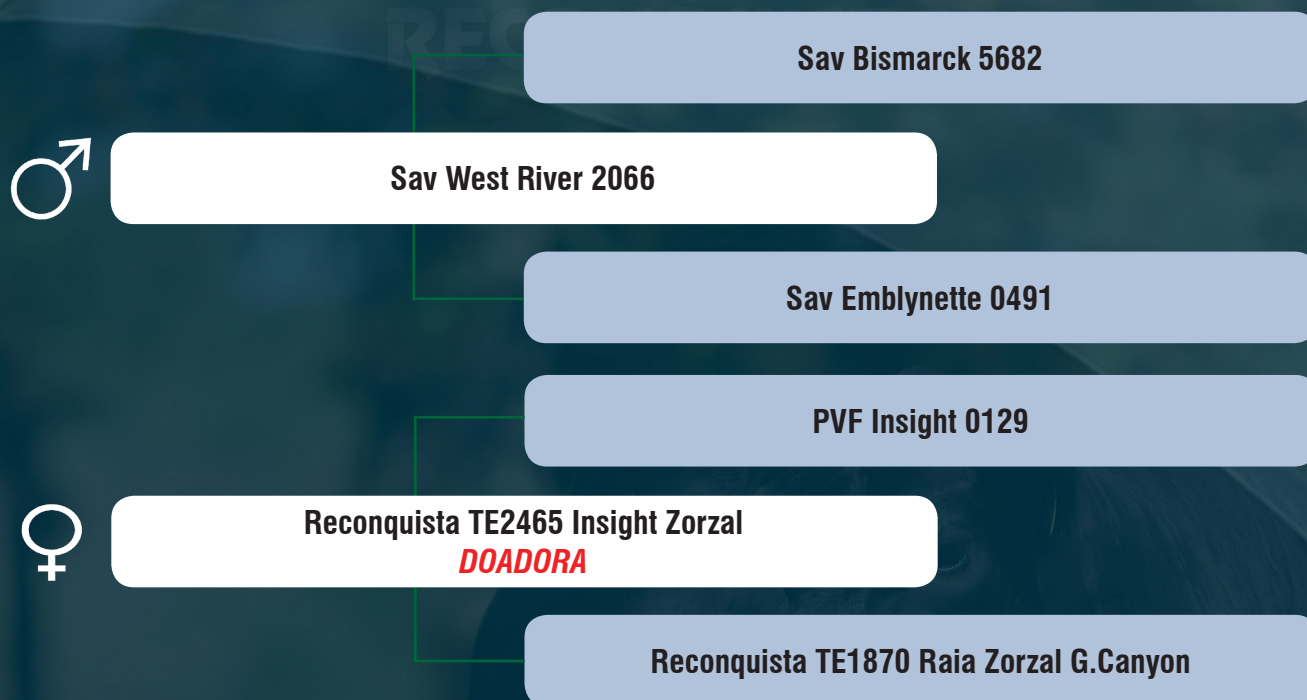 Sav Bismarck 5682
Sav West River 2066
Sav Emblynette 0491
PVF Insight 0129
Reconquista TE2465 Insight Zorzal
DOADORA
Reconquista TE1870 Raia Zorzal G.Canyon